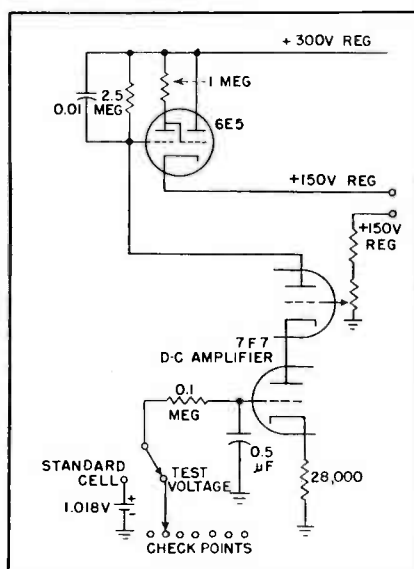 + 300V REG
1 MEG
0.01
2.5
MEG
6E5
+150V REG
+150V
REG
7F7
D-C AMPLIFIER
0.1
MEG
0.5
μF
28,000
STANDARD
CELL
TEST
VOLTAGE
1.018V
+
-
CHECK POINTS